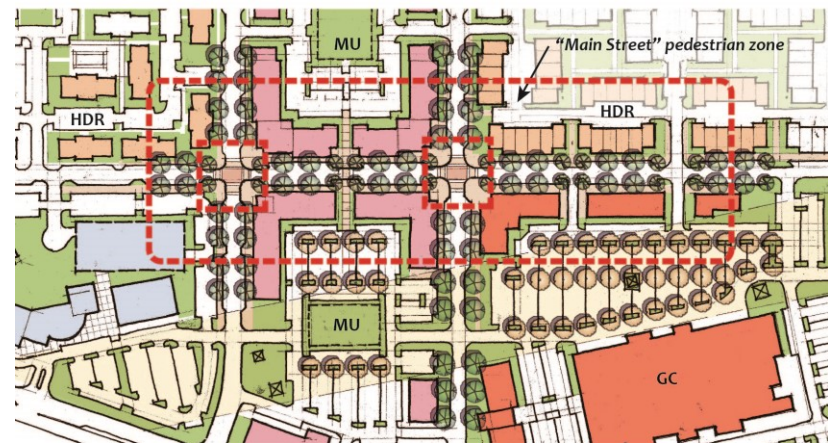 MU
"Main Street" pedestrian zone
HDR
HDR
MU
GC